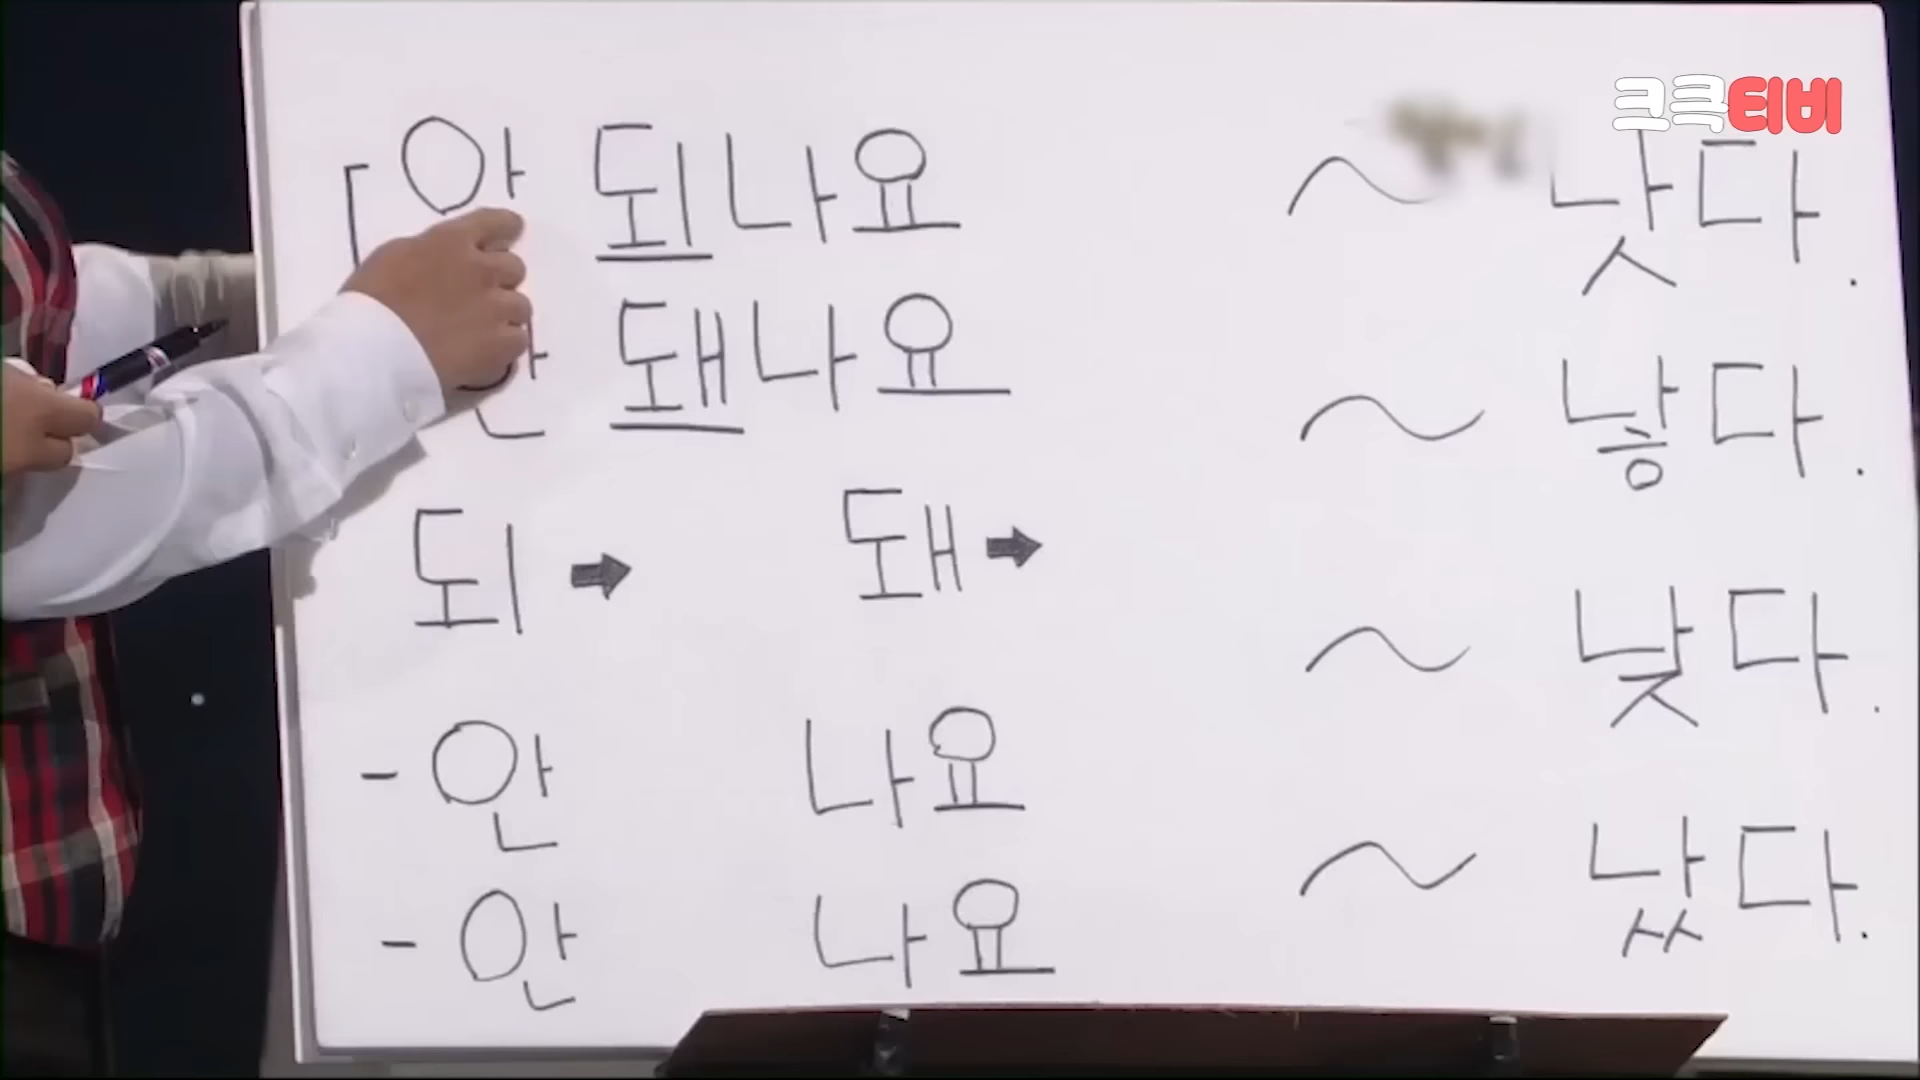 크큭티비
안 되나요
안 돼나요
되 ➡ 돼 ➡
- 안 나요
- 안 나요
~ 낫다.
~ 낳다.
~ 낮다.
~ 났다.